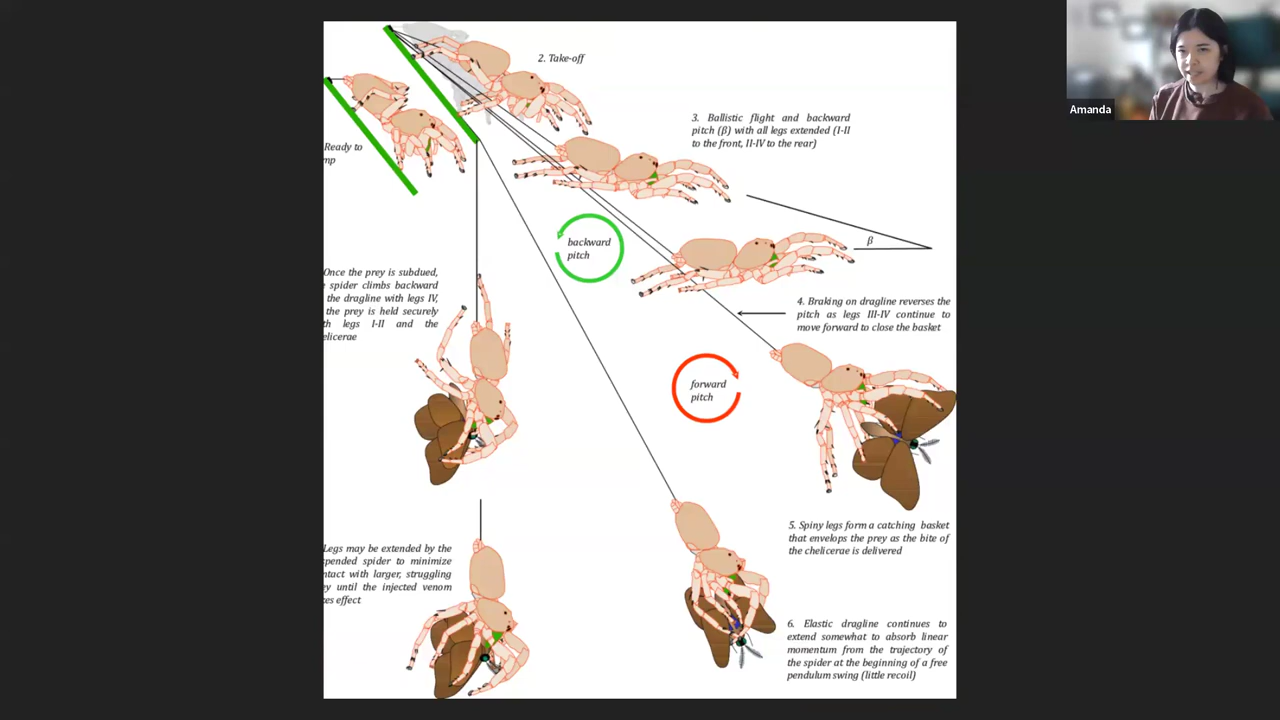 Amanda
2. Take-off
3. Ballistic flight and backward
pitch (β) with all legs extended (I-II
to the front, II-IV to the rear)
Ready to
mp
β
backward
pitch
Once the prey is subdued,
spider climbs backward
the dragline with legs IV,
the prey is held securely
th legs I-II and the
elicerae
4. Braking on dragline reverses the
pitch as legs III-IV continue to
move forward to close the basket
forward
pitch
5. Spiny legs form a catching basket
that envelops the prey as the bite of
the chelicerae is delivered
Legs may be extended by the
spended spider to minimize
ntact with larger, struggling
ey until the injected venom
kes effect
6. Elastic dragline continues to
extend somewhat to absorb linear
momentum from the trajectory of
the spider at the beginning of a free
pendulum swing (little recoil)